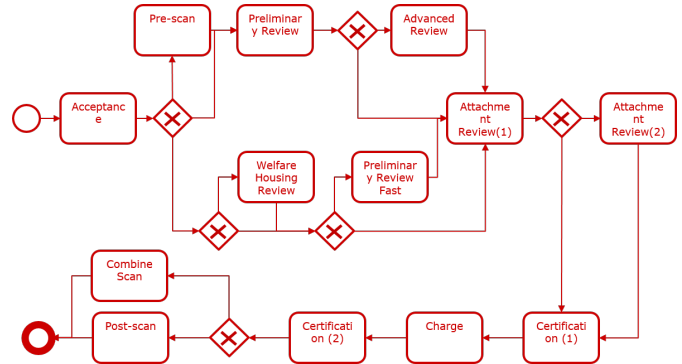 Pre-scan
Preliminar
y Review
Advanced
Review
Acceptanc
e
Attachme
nt
Review(1)
Attachme
nt
Review(2)
Welfare
Housing
Review
Preliminar
y Review
Fast
Combine
Scan
Post-scan
Certificati
on (2)
Charge
Certificati
on (1)